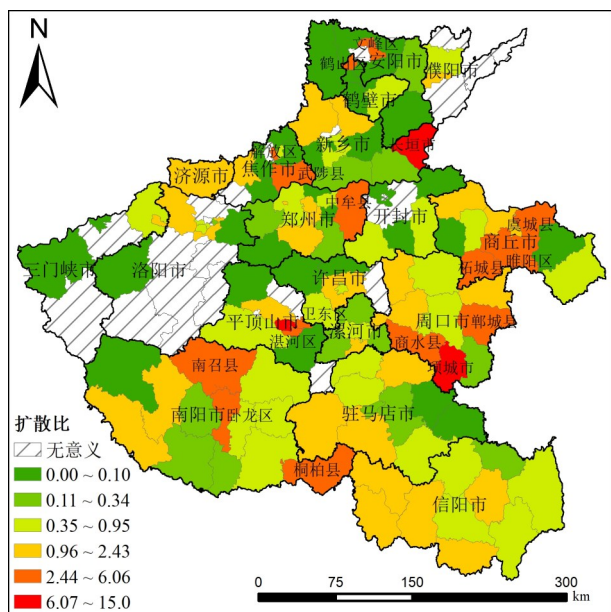 N
文峰区
鹤山区
安阳市
濮阳市
鹤壁市
解放区
新乡市
长垣市
济源市
焦作市
武陟县
中牟县
郑州市
开封市
虞城县
商丘市
睢阳区
柘城县
三门峡市
洛阳市
许昌市
卫东区
平顶山市
湛河区
漯河市
周口市
郸城县
商水县
项城市
南召县
南阳市
卧龙区
驻马店市
桐柏县
信阳市
扩散比
无意义
0.00 ~ 0.10
0.11 ~ 0.34
0.35 ~ 0.95
0.96 ~ 2.43
2.44 ~ 6.06
6.07 ~ 15.0
0 75 150 300
km